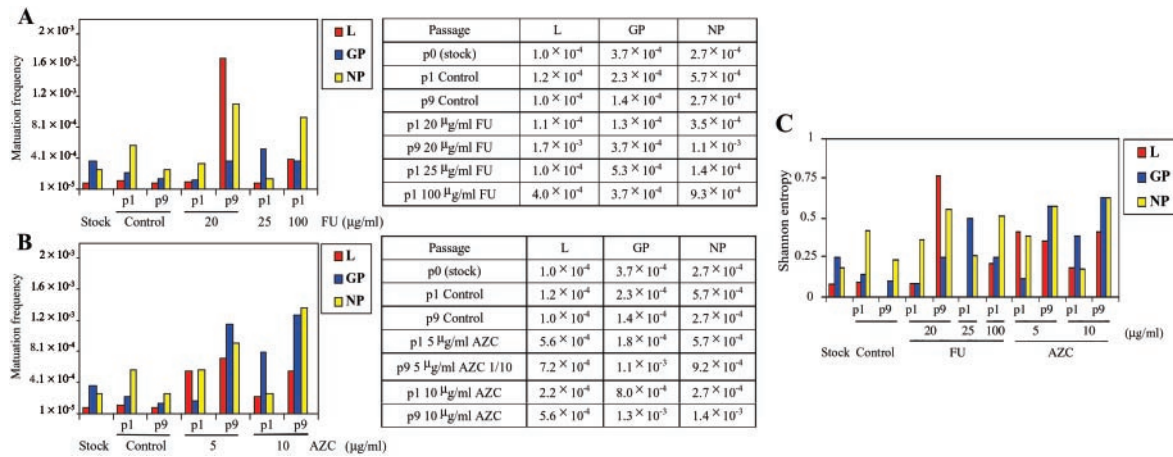 A
Matuation frequency
2 × 10⁻³
1.6 × 10⁻³
1.2 × 10⁻³
8.1 10⁻⁴
4.1 × 10⁻⁴
1 × 10⁻⁵
L
GP
NP
p1 p9 p1 p9 p1 p1
Stock Control 20 25 100 FU (μg/ml)
Passage L GP NP
p0 (stock) 1.0 × 10⁻⁴ 3.7 × 10⁻⁴ 2.7 × 10⁻⁴
p1 Control 1.2 × 10⁻⁴ 2.3 × 10⁻⁴ 5.7 × 10⁻⁴
p9 Control 1.0 × 10⁻⁴ 1.4 × 10⁻⁴ 2.7 × 10⁻⁴
p1 20 μg/ml FU 1.1 × 10⁻⁴ 1.3 × 10⁻⁴ 3.5 × 10⁻⁴
p9 20 μg/ml FU 1.7 × 10⁻³ 3.7 × 10⁻⁴ 1.1 × 10⁻³
p1 25 μg/ml FU 1.0 × 10⁻⁴ 5.3 × 10⁻⁴ 1.4 × 10⁻⁴
p1 100 μg/ml FU 4.0 × 10⁻⁴ 3.7 × 10⁻⁴ 9.3 × 10⁻⁴
B
Matuation frequency
2 × 10⁻³
1.6 × 10⁻³
1.2 × 10⁻³
8.1 10⁻⁴
4.1 × 10⁻⁴
1 × 10⁻⁵
L
GP
NP
p1 p9 p1 p9 p1 p9
Stock Control 5 10 AZC (μg/ml)
Passage L GP NP
p0 (stock) 1.0 × 10⁻⁴ 3.7 × 10⁻⁴ 2.7 × 10⁻⁴
p1 Control 1.2 × 10⁻⁴ 2.3 × 10⁻⁴ 5.7 × 10⁻⁴
p9 Control 1.0 × 10⁻⁴ 1.4 × 10⁻⁴ 2.7 × 10⁻⁴
p1 5 μg/ml AZC 5.6 × 10⁻⁴ 1.8 × 10⁻⁴ 5.7 × 10⁻⁴
p9 5 μg/ml AZC 1/10 7.2 × 10⁻⁴ 1.1 × 10⁻³ 9.2 × 10⁻⁴
p1 10 μg/ml AZC 2.2 × 10⁻⁴ 8.0 × 10⁻⁴ 2.7 × 10⁻⁴
p9 10 μg/ml AZC 5.6 × 10⁻⁴ 1.3 × 10⁻³ 1.4 × 10⁻³
C
Shannon entropy
1
0.75
0.5
0.25
0
L
GP
NP
p1 p9 p1 p9 p1 p1 p1 p9 p1 p9
20 25 100 5 10 (μg/ml)
Stock Control FU AZC